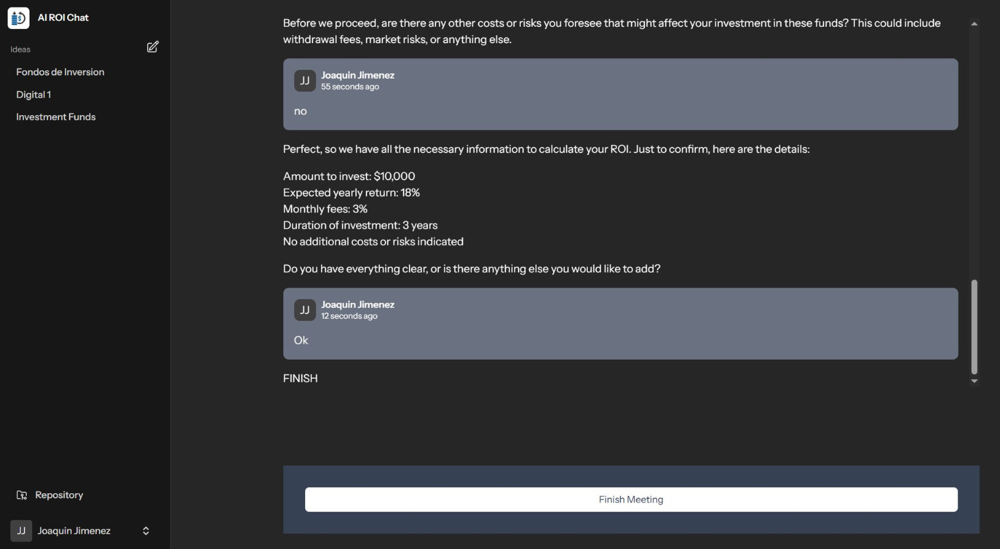 AI ROI Chat
Ideas
Fondos de Inversion
Digital 1
Investment Funds
Repository
JJ
Joaquin Jimenez
Before we proceed, are there any other costs or risks you foresee that might affect your investment in these funds? This could include
withdrawal fees, market risks, or anything else.
JJ
Joaquin Jimenez
55 seconds ago
no
Perfect, so we have all the necessary information to calculate your ROI. Just to confirm, here are the details:
Amount to invest: $10,000
Expected yearly return: 18%
Monthly fees: 3%
Duration of investment: 3 years
No additional costs or risks indicated
Do you have everything clear, or is there anything else you would like to add?
JJ
Joaquin Jimenez
12 seconds ago
Ok
FINISH
Finish Meeting